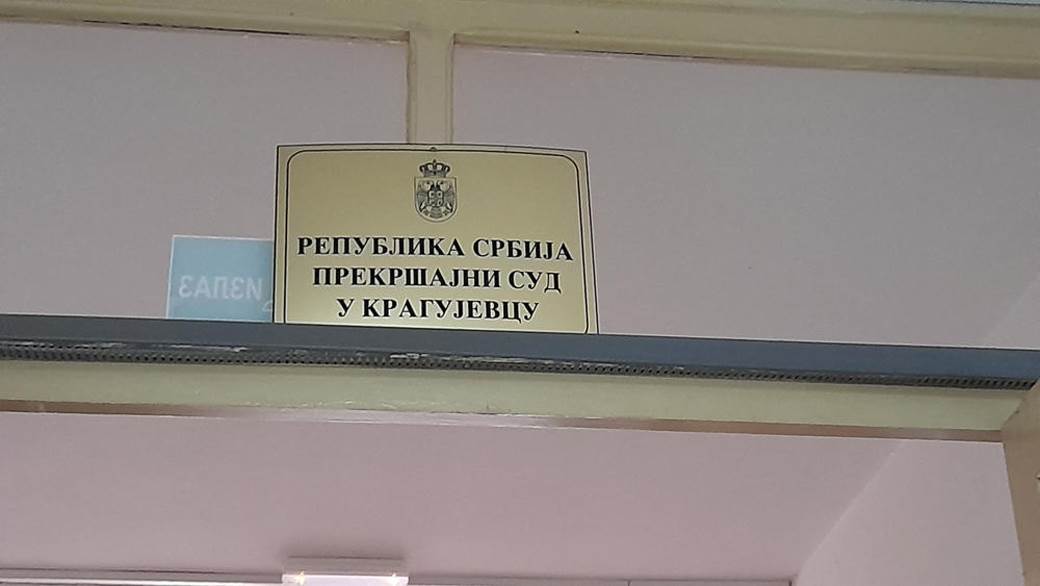 РЕПУБЛИКА СРБИЈА
ПРЕКРШАЈНИ СУД
У КРАГУЈЕВЦУ